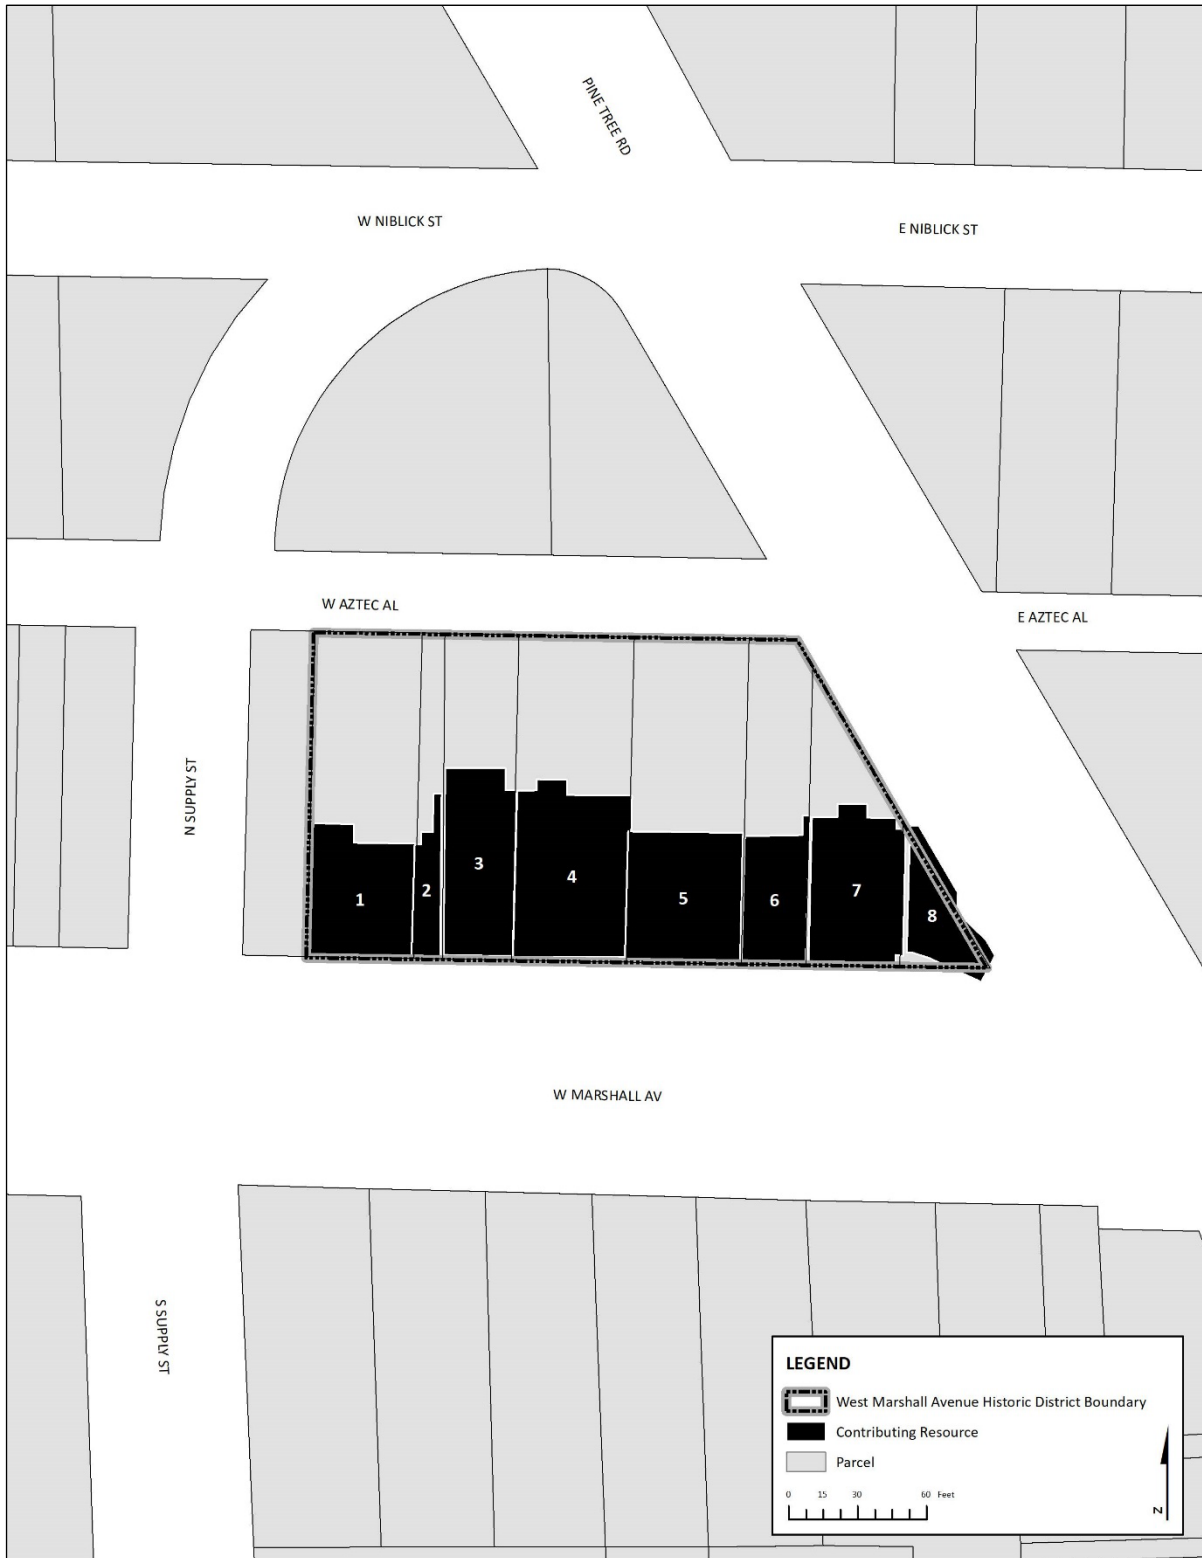 PINE TREE RD
W NIBLICK ST
E NIBLICK ST
W AZTEC AL
E AZTEC AL
N SUPPLY ST
1
2
3
4
5
6
7
8
W MARSHALL AV
S SUPPLY ST
LEGEND
West Marshall Avenue Historic District Boundary
Contributing Resource
Parcel
0 15 30 60 Feet
N